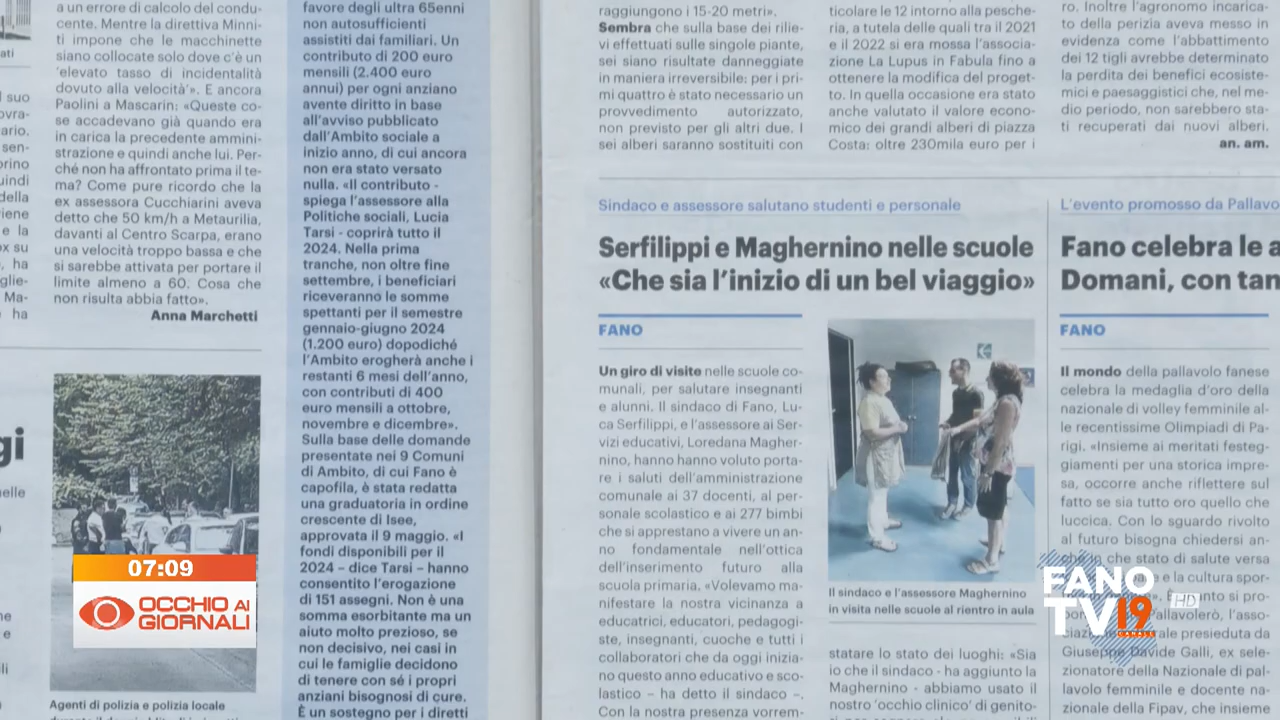 a un errore di calcolo del condu-
cente. Mentre la direttiva Minni-
ti impone che le macchinette
siano collocate solo dove c'è un
'elevato tasso di incidentalità
dovuto alla velocità'». E ancora
Paolini a Mascarin: «Queste co-
se accadevano già quando era
in carica la precedente ammini-
strazione e quindi anche lui. Per-
ché non ha affrontato prima il te-
ma? Come pure ricordo che la
ex assessora Cucchiarini aveva
detto che 50 km/h a Metaurilia,
davanti al Centro Scarpa, erano
una velocità troppo bassa e che
si sarebbe attivata per portare il
limite almeno a 60. Cosa che
non risulta abbia fatto».
Anna Marchetti
Agenti di polizia e polizia locale
favore degli ultra 65enni
non autosufficienti
assistiti dai familiari. Un
contributo di 200 euro
mensili (2.400 euro
annui) per ogni anziano
avente diritto in base
all'avviso pubblicato
dall'Ambito sociale a
inizio anno, di cui ancora
non era stato versato
nulla. «Il contributo -
spiega l'assessore alla
Politiche sociali, Lucia
Tarsi - coprirà tutto il
2024. Nella prima
tranche, non oltre fine
settembre, i beneficiari
riceveranno le somme
spettanti per il semestre
gennaio-giugno 2024
(1.200 euro) dopodiché
l'Ambito erogherà anche i
restanti 6 mesi dell'anno,
con contributi di 400
euro mensili a ottobre,
novembre e dicembre».
Sulla base delle domande
presentate nei 9 Comuni
di Ambito, di cui Fano è
capofila, è stata redatta
una graduatoria in ordine
crescente di Isee,
approvata il 9 maggio. «I
fondi disponibili per il
2024 – dice Tarsi – hanno
consentito l'erogazione
di 151 assegni. Non è una
somma esorbitante ma un
aiuto molto prezioso, se
non decisivo, nei casi in
cui le famiglie decidono
di tenere con sé i propri
anziani bisognosi di cure.
È un sostegno per i diretti
raggiungono i 15-20 metri».
Sembra che sulla base dei rilie-
vi effettuati sulle singole piante,
sei siano risultate danneggiate
in maniera irreversibile: per i pri-
mi quattro è stato necessario un
provvedimento autorizzato,
non previsto per gli altri due. I
sei alberi saranno sostituiti con
ticolare le 12 intorno alla pesche-
ria, a tutela delle quali tra il 2021
e il 2022 si era mossa l'associa-
zione La Lupus in Fabula fino a
ottenere la modifica del proget-
to. In quella occasione era stato
anche valutato il valore econo-
mico dei grandi alberi di piazza
Costa: oltre 230mila euro per i
ro. Inoltre l'agronomo incarica-
to della perizia aveva messo in
evidenza come l'abbattimento
dei 12 tigli avrebbe determinato
la perdita dei benefici ecosiste-
mici e paesaggistici che, nel me-
dio periodo, non sarebbero sta-
ti recuperati dai nuovi alberi.
an. am.
Sindaco e assessore salutano studenti e personale
Serfilippi e Maghernino nelle scuole
«Che sia l'inizio di un bel viaggio»
FANO
Un giro di visite nelle scuole co-
munali, per salutare insegnanti
e alunni. Il sindaco di Fano, Lu-
ca Serfilippi, e l'assessore ai Ser-
vizi educativi, Loredana Magher-
nino, hanno hanno voluto porta-
re i saluti dell'amministrazione
comunale ai 37 docenti, al per-
sonale scolastico e ai 277 bimbi
che si apprestano a vivere un an-
no fondamentale nell'ottica
dell'inserimento futuro alla
scuola primaria. «Volevamo ma-
nifestare la nostra vicinanza a
educatrici, educatori, pedagogi-
ste, insegnanti, cuoche e tutti i
collaboratori che da oggi inizia-
no questo anno educativo e sco-
lastico – ha detto il sindaco –.
Con la nostra presenza vorrem-
Il sindaco e l'assessore Maghernino
in visita nelle scuole al rientro in aula
statare lo stato dei luoghi: «Sia
io che il sindaco - ha aggiunto la
Maghernino - abbiamo usato il
nostro 'occhio clinico' di genito-
L'evento promosso da Pallavo
Fano celebra le a
Domani, con tan
FANO
Il mondo della pallavolo fanese
celebra la medaglia d'oro della
nazionale di volley femminile al-
le recentissime Olimpiadi di Pa-
rigi. «Insieme ai meritati festeg-
giamenti per una storica impre-
sa, occorre anche riflettere sul
fatto se sia tutto oro quello che
luccica. Con lo sguardo rivolto
al futuro bisogna chiedersi an-
che in che stato di salute versa
e la cultura spor-
si pro-
allavolerò, l'asso-
ale presieduta da
Giuseppe Davide Galli, ex sele-
zionatore della Nazionale di pal-
lavolo femminile e docente na-
zionale della Fipav, che insieme
07:09
OCCHIO AI
GIORNALI
FANO
TV 19 HD
CANALE